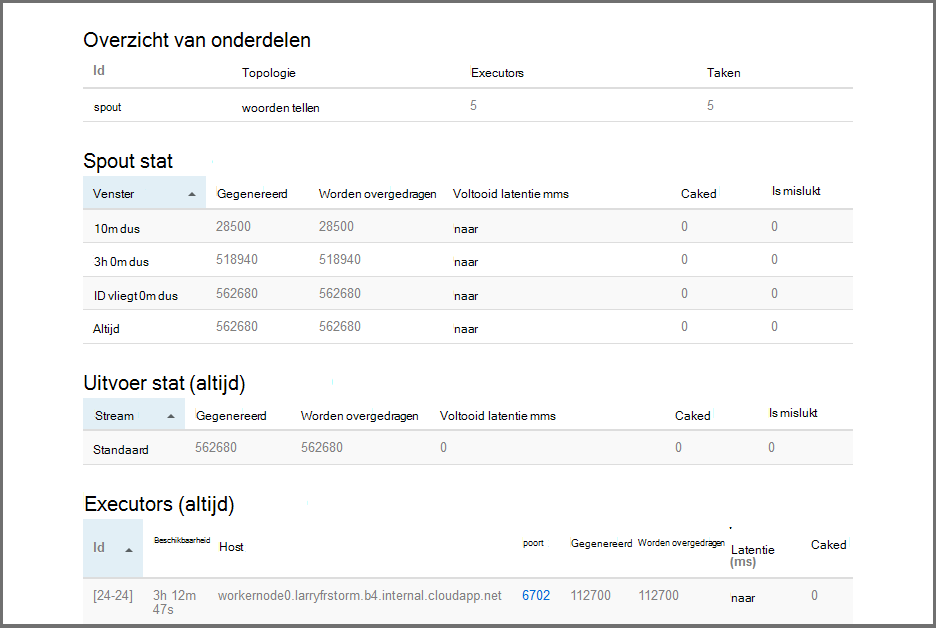 Overzicht van onderdelen
Id Topologie Executors Taken
spout woorden tellen 5 5
Spout stat
Venster Gegenereerd Worden overgedragen Voltooid latentie mms Caked Is mislukt
10m dus 28500 28500 naar 0 0
3h 0m dus 518940 518940 naar 0 0
ID vliegt 0m dus 562680 562680 naar 0 0
Altijd 562680 562680 naar 0 0
Uitvoer stat (altijd)
Stream Gegenereerd Worden overgedragen Voltooid latentie mms Caked Is mislukt
Standaard 562680 562680 0 0 0
Executors (altijd)
Id Beschikbaarheid Host poort Gegenereerd Worden overgedragen Latentie (ms) Caked
[24-24] 3h 12m 47s workernode0.larryfrstorm.b4.internal.cloudapp.net 6702 112700 112700 naar 0